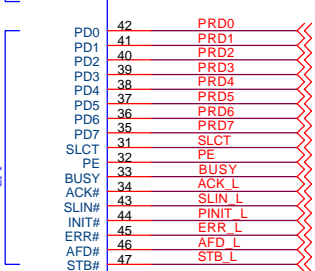 PD0 42 PRD0
PD1 41 PRD1
PD2 40 PRD2
PD3 39 PRD3
PD4 38 PRD4
PD5 37 PRD5
PD6 36 PRD6
PD7 35 PRD7
SLCT 31 SLCT
PE 32 PE
BUSY 33 BUSY
ACK# 34 ACK_L
SLIN# 43 SLIN_L
INIT# 44 PINIT_L
ERR# 45 ERR_L
AFD# 46 AFD_L
STB# 47 STB_L